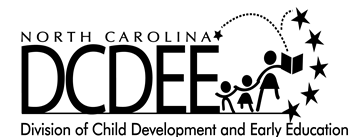 NORTH CAROLINA
DCDEE
Division of Child Development and Early Education